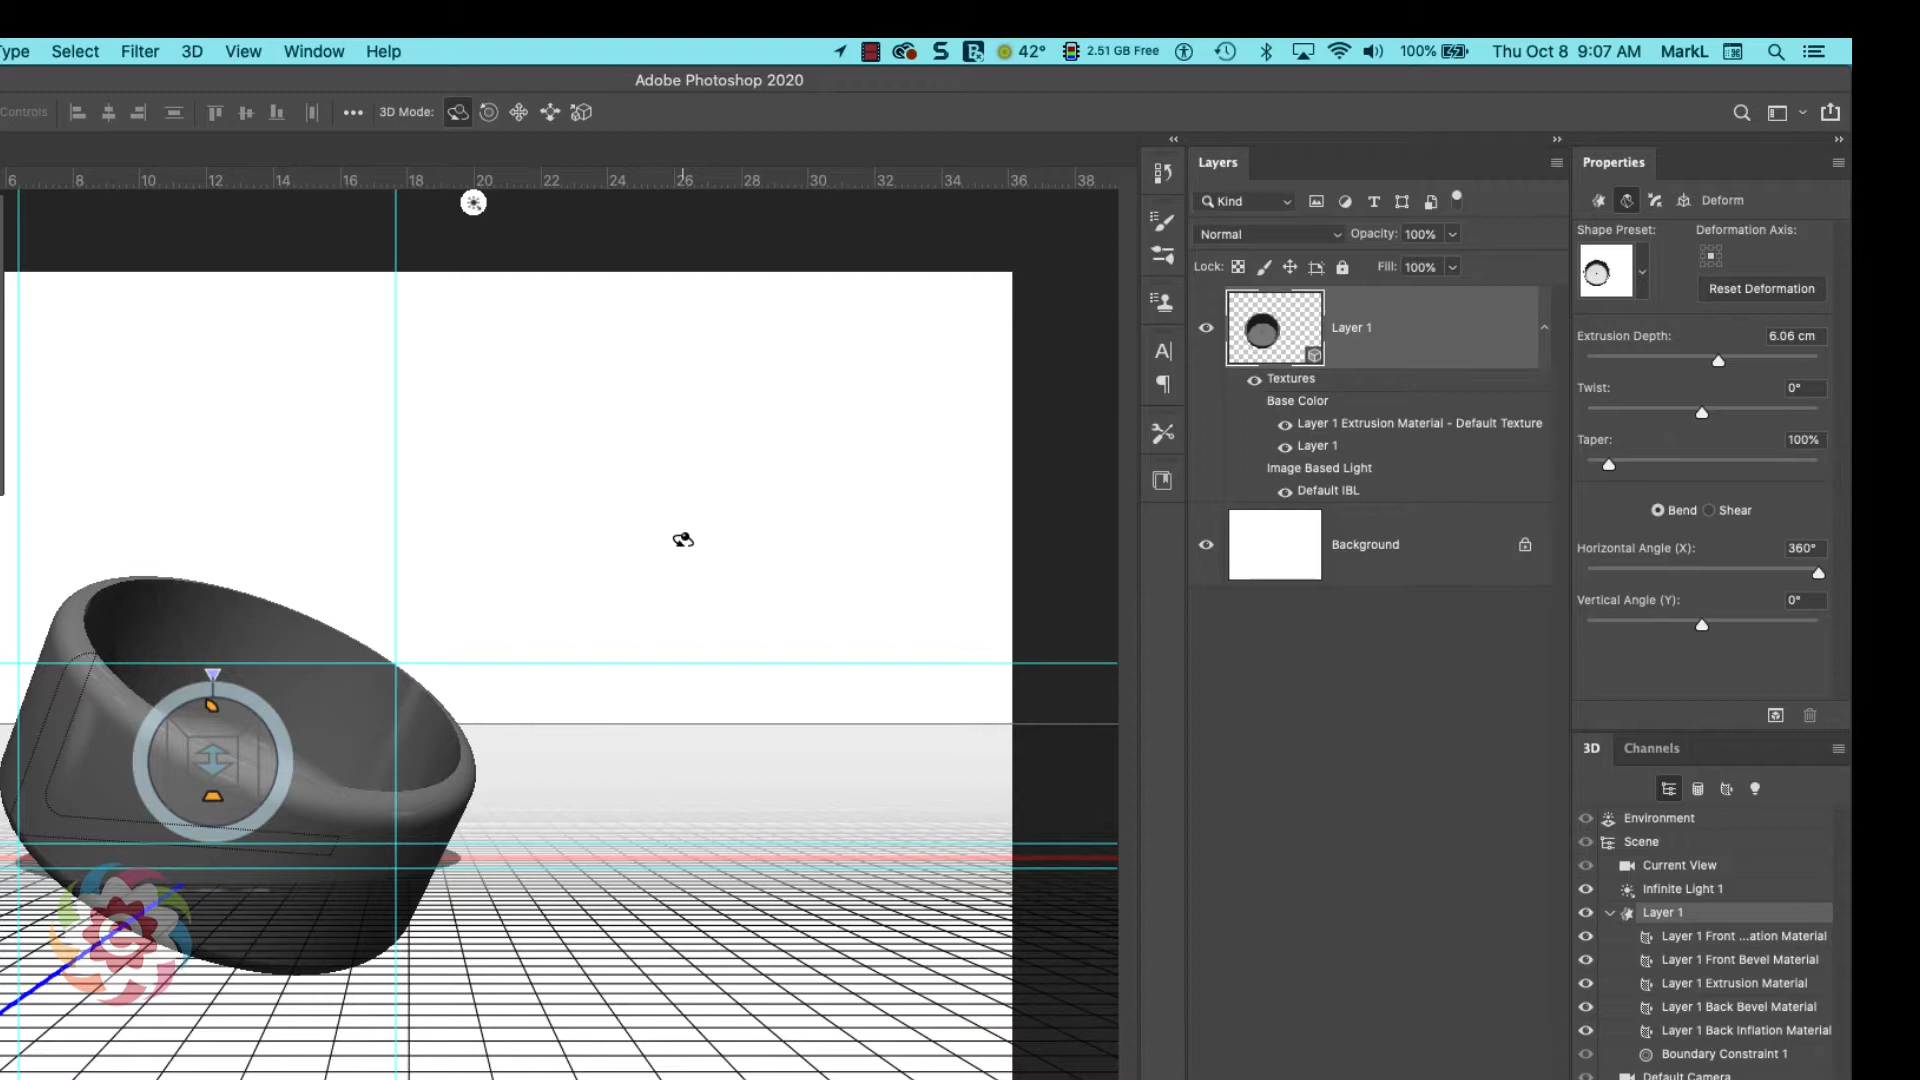 Type Select Filter 3D View Window Help 42° 2.51 GB Free 100% Thu Oct 8 9:07 AM MarkL
Adobe Photoshop 2020
Controls 3D Mode:
6 8 10 12 14 16 20 22 24 26 28 30 32 34 36 38
Layers
Kind
Normal Opacity: 100%
Lock: Fill: 100%
Layer 1
Textures
Base Color
Layer 1 Extrusion Material - Default Texture
Layer 1
Image Based Light
Default IBL
Background
Properties
Deform
Shape Preset: Deformation Axis:
Reset Deformation
Extrusion Depth: 6.06 cm
Twist: 0°
Taper: 100%
Bend Shear
Horizontal Angle (X): 360°
Vertical Angle (Y): 0°
3D Channels
Environment
Scene
Current View
Infinite Light 1
Layer 1
Layer 1 Front ...ation Material
Layer 1 Front Bevel Material
Layer 1 Extrusion Material
Layer 1 Back Bevel Material
Layer 1 Back Inflation Material
Boundary Constraint 1
Default Camera